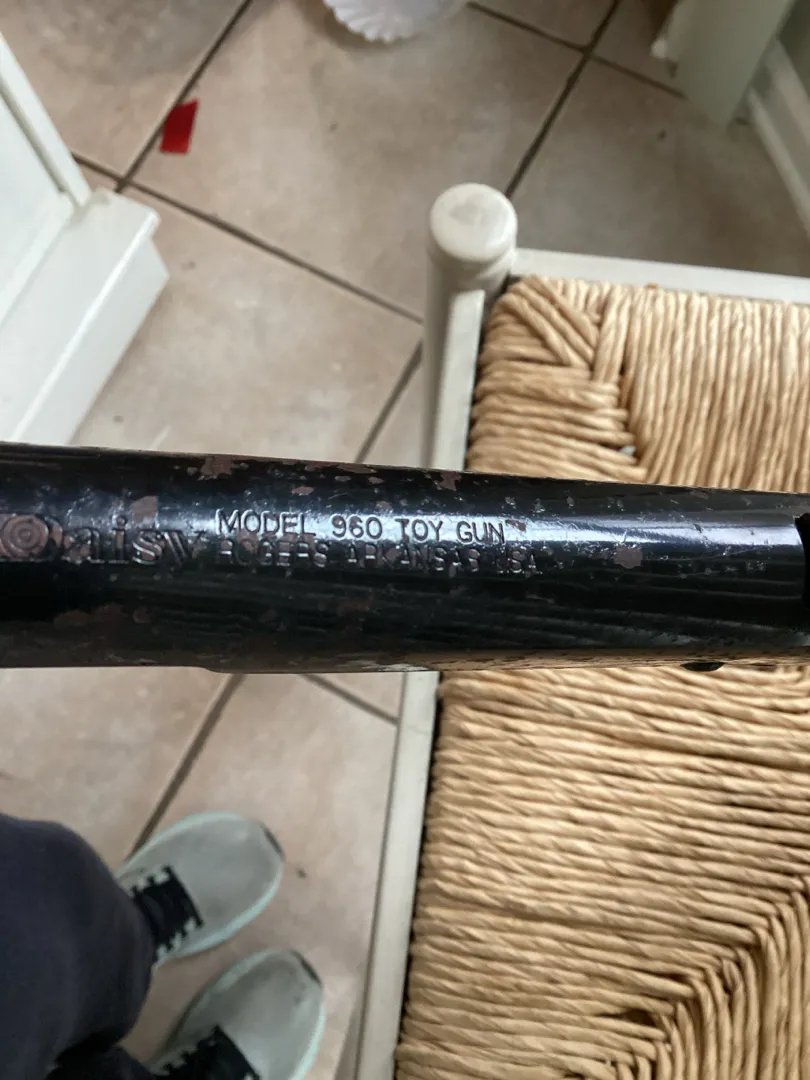 Daisy
MODEL 960 TOY GUN
ROGERS ARKANSAS USA